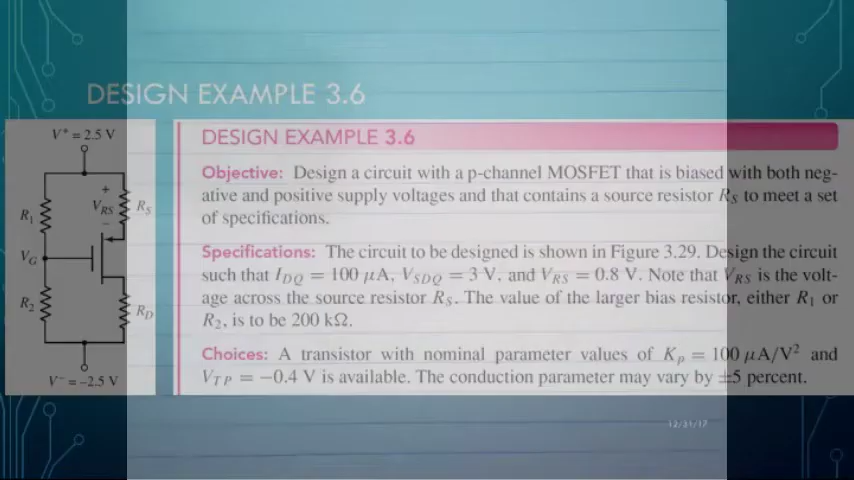 DESIGN EXAMPLE 3.6
V⁺ = 2.5 V
+
R₁
V_RS
R_S
−
V_G
R₂
R_D
V⁻ = −2.5 V
DESIGN EXAMPLE 3.6
Objective: Design a circuit with a p-channel MOSFET that is biased with both neg-
ative and positive supply voltages and that contains a source resistor R_S to meet a set
of specifications.
Specifications: The circuit to be designed is shown in Figure 3.29. Design the circuit
such that I_DQ = 100 μA, V_SDQ = 3 V, and V_RS = 0.8 V. Note that V_RS is the volt-
age across the source resistor R_S. The value of the larger bias resistor, either R₁ or
R₂, is to be 200 kΩ.
Choices: A transistor with nominal parameter values of K_p = 100 μA/V² and
V_TP = −0.4 V is available. The conduction parameter may vary by ±5 percent.
12/31/17